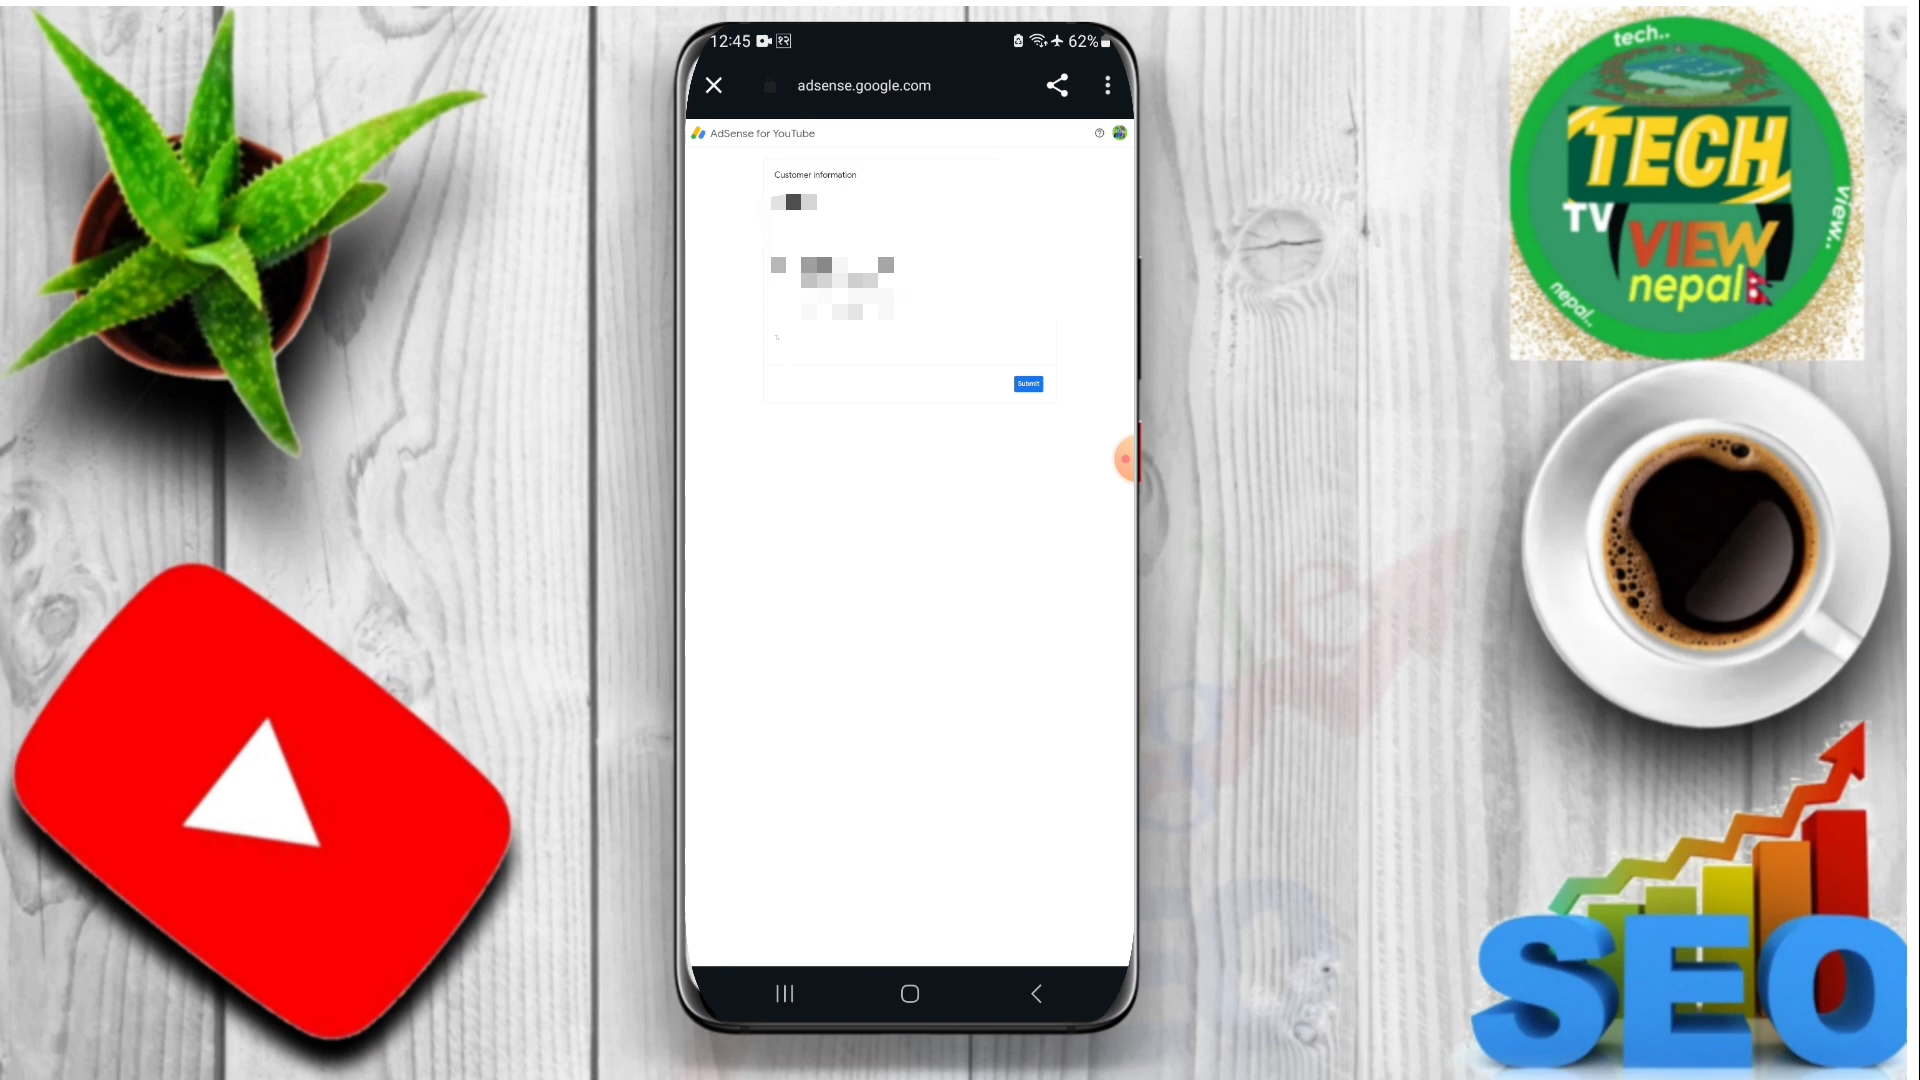 12:45
१२
62%
adsense.google.com
AdSense for YouTube
Customer information
Submit
tech..
TECH
TV
VIEW
nepal
view..
nepal..
SEO